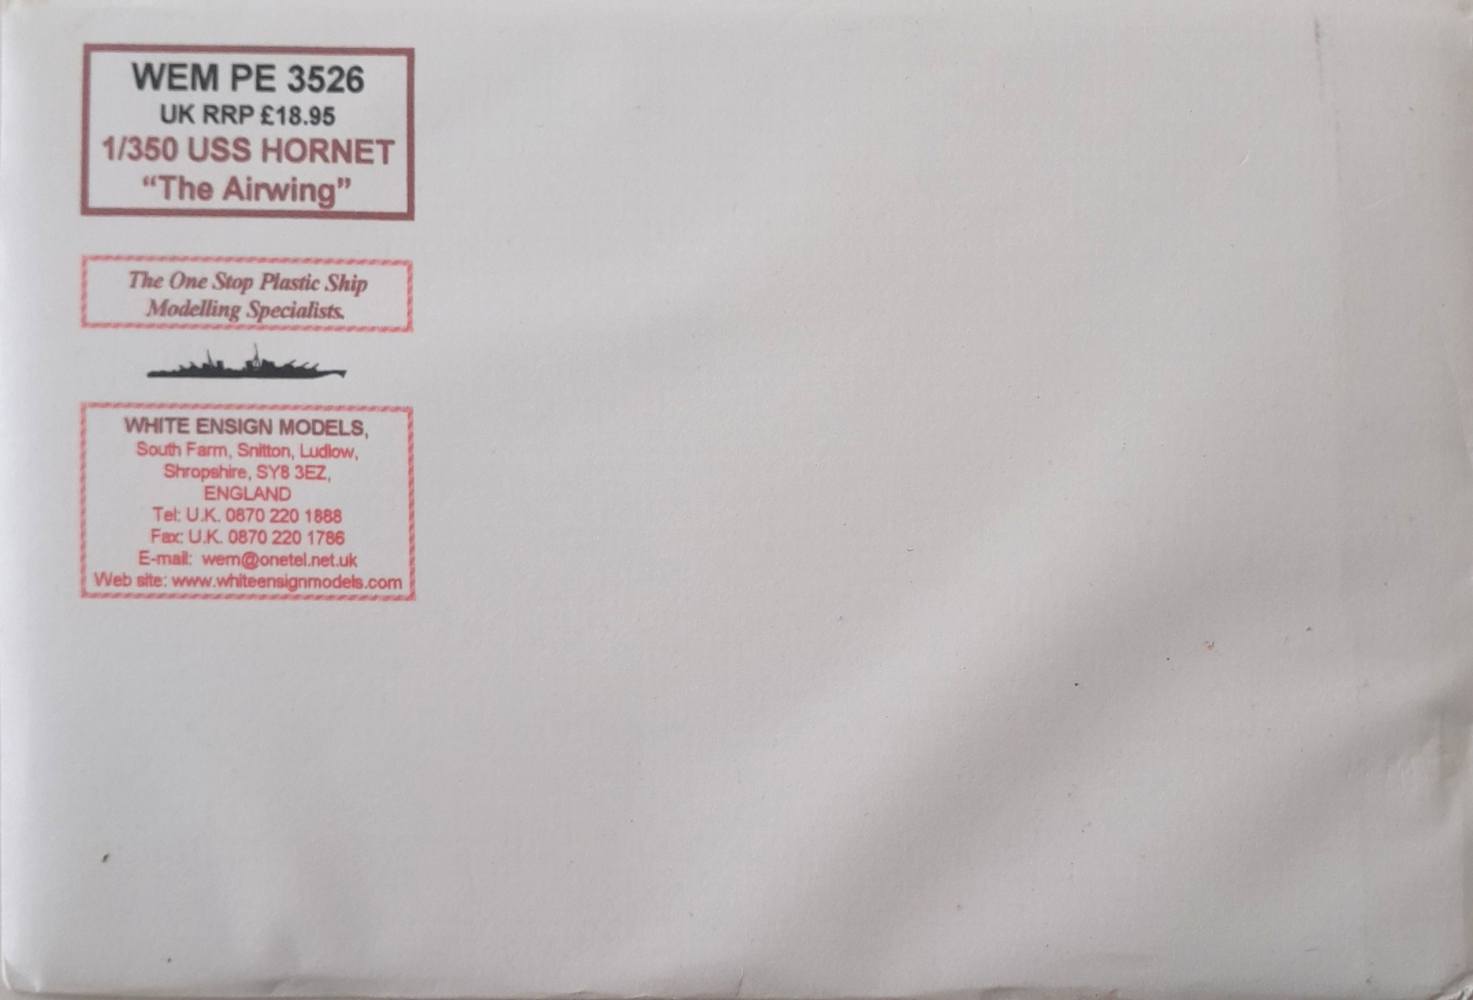 WEM PE 3526
UK RRP £18.95
1/350 USS HORNET
“The Airwing”
The One Stop Plastic Ship
Modelling Specialists.
WHITE ENSIGN MODELS,
South Farm, Snitton, Ludlow,
Shropshire, SY8 3EZ,
ENGLAND
Tel: U.K. 0870 220 1888
Fax: U.K. 0870 220 1786
E-mail: wem@onetel.net.uk
Web site: www.whiteensignmodels.com